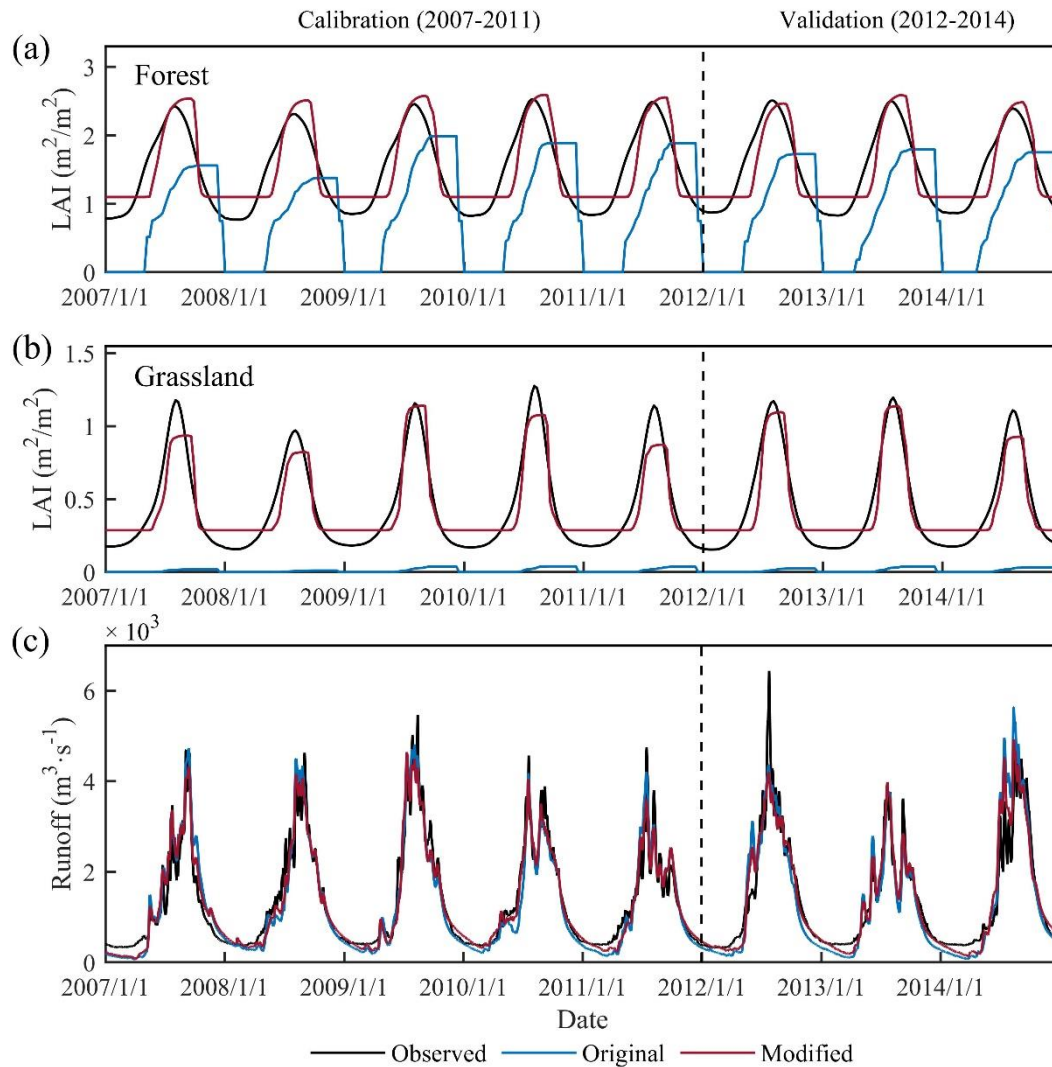 Calibration (2007-2011) Validation (2012-2014)
(a)
Forest
LAI (m²/m²)
3
2
1
0
2007/1/1 2008/1/1 2009/1/1 2010/1/1 2011/1/1 2012/1/1 2013/1/1 2014/1/1
(b)
Grassland
LAI (m²/m²)
1.5
1
0.5
0
2007/1/1 2008/1/1 2009/1/1 2010/1/1 2011/1/1 2012/1/1 2013/1/1 2014/1/1
(c)
× 10³
Runoff (m³·s⁻¹)
6
4
2
0
2007/1/1 2008/1/1 2009/1/1 2010/1/1 2011/1/1 2012/1/1 2013/1/1 2014/1/1
Date
Observed Original Modified